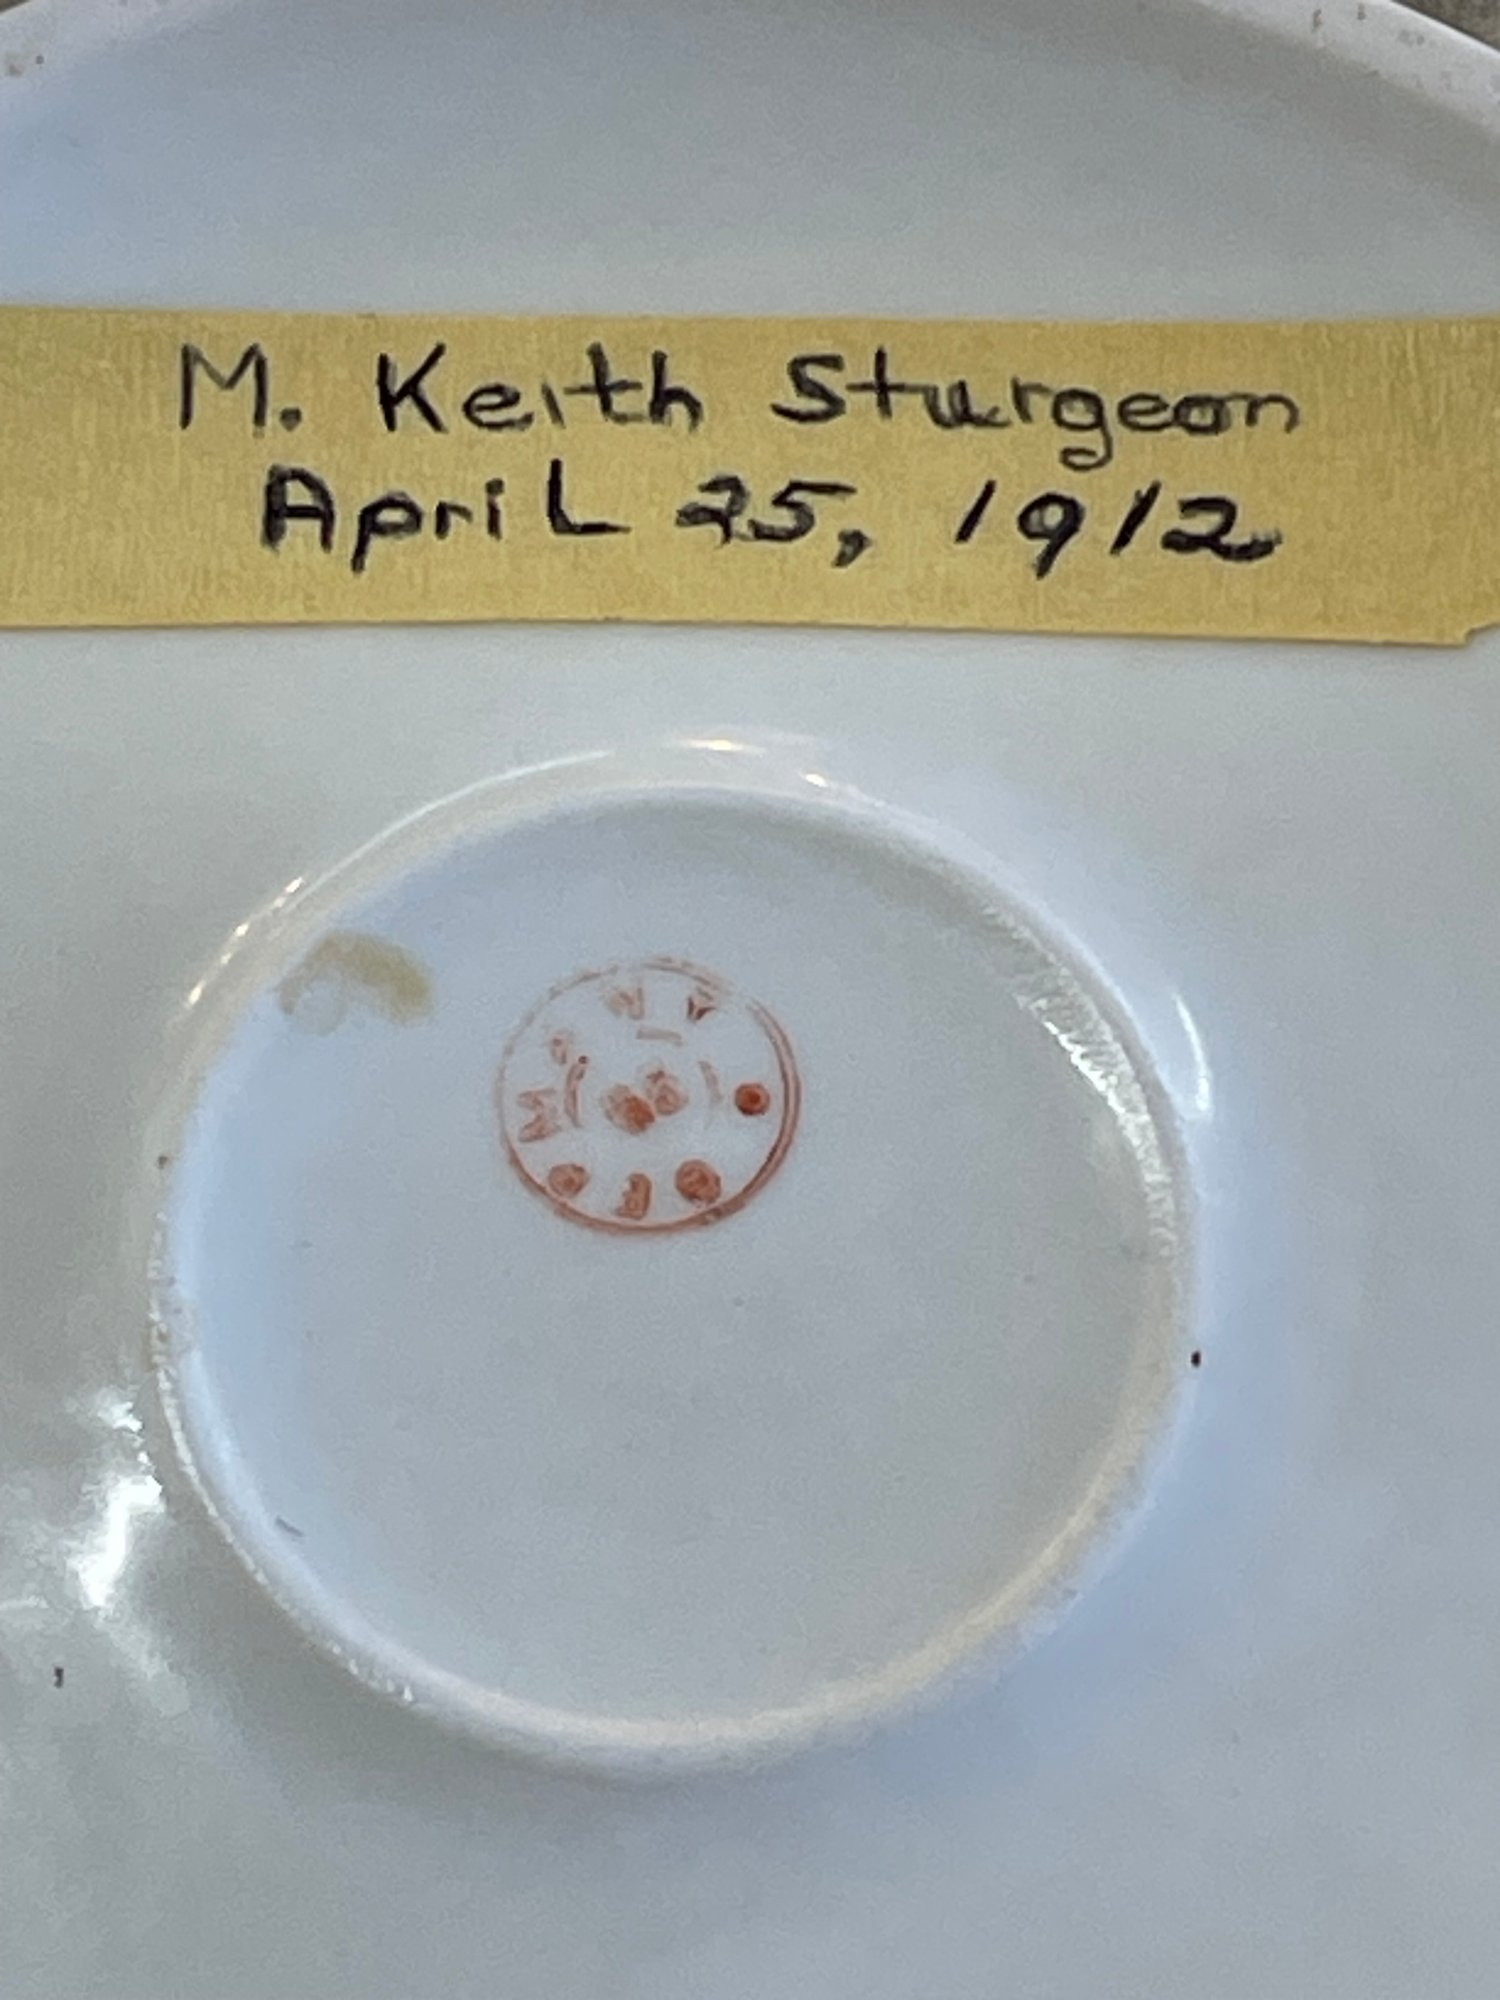 M. Keith Sturgeon
April 25, 1912